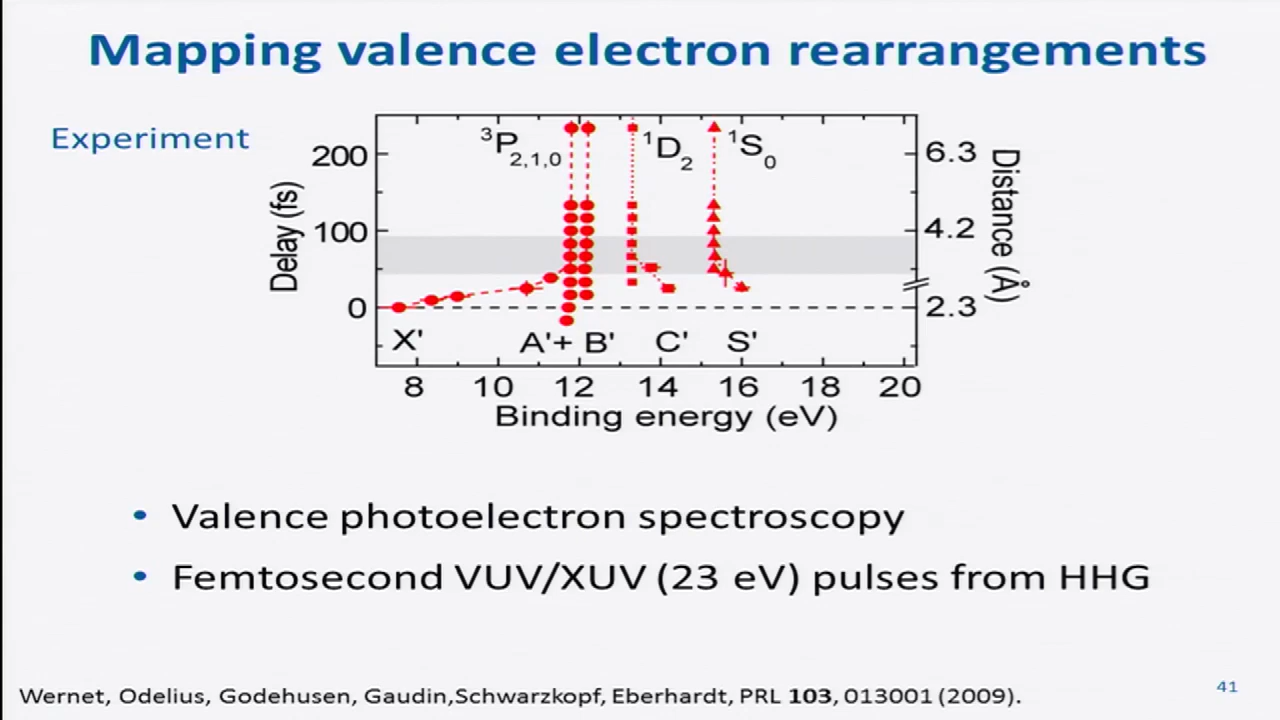 Mapping valence electron rearrangements
Experiment
³P₂,₁,₀
¹D₂
¹S₀
200
100
0
Delay (fs)
6.3
4.2
2.3
Distance (Å)
X'
A'+ B'
C'
S'
8 10 12 14 16 18 20
Binding energy (eV)
• Valence photoelectron spectroscopy
• Femtosecond VUV/XUV (23 eV) pulses from HHG
Wernet, Odelius, Godehusen, Gaudin,Schwarzkopf, Eberhardt, PRL 103, 013001 (2009).
41